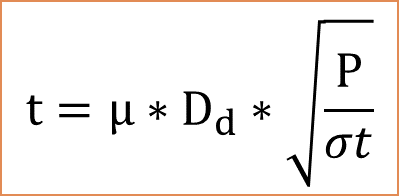 t = μ * D_d * √(P/σt)